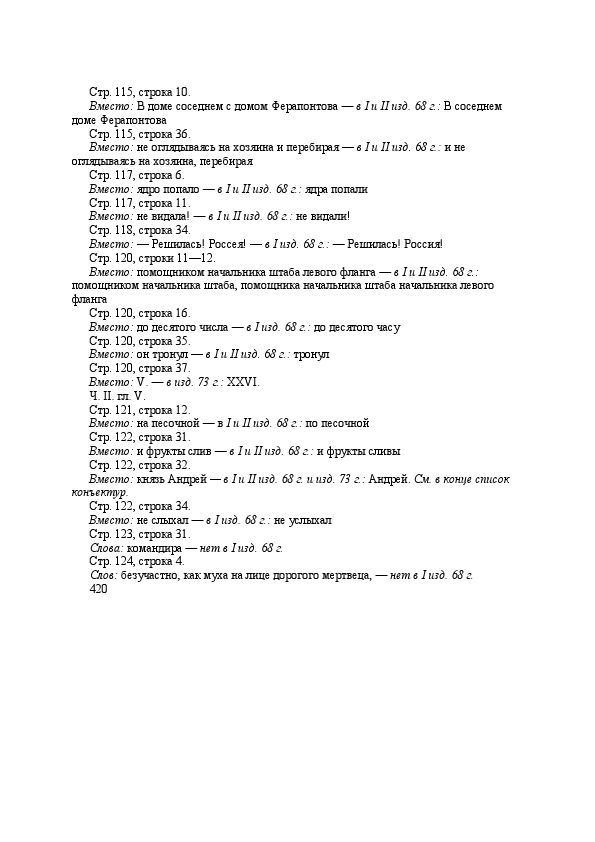 Стр. 115, строка 10.
Вместо: В доме соседнем с домом Ферапонтова — в I и II изд. 68 г.: В соседнем
доме Ферапонтова
Стр. 115, строка 36.
Вместо: не оглядываясь на хозяина и перебирая — в I и II изд. 68 г.: и не
оглядываясь на хозяина, перебирая
Стр. 117, строка 6.
Вместо: ядро попало — в I и II изд. 68 г.: ядра попали
Стр. 117, строка 11.
Вместо: не видала! — в I и II изд. 68 г.: не видали!
Стр. 118, строка 34.
Вместо: — Решилась! Россея! — в I изд. 68 г.: — Решилась! Россия!
Стр. 120, строки 11—12.
Вместо: помощником начальника штаба левого фланга — в I и II изд. 68 г.:
помощником начальника штаба, помощника начальника штаба начальника левого
фланга
Стр. 120, строка 16.
Вместо: до десятого числа — в I изд. 68 г.: до десятого часу
Стр. 120, строка 35.
Вместо: он тронул — в I и II изд. 68 г.: тронул
Стр. 120, строка 37.
Вместо: V. — в изд. 73 г.: XXVI.
Ч. II. гл. V.
Стр. 121, строка 12.
Вместо: на песочной — в I и II изд. 68 г.: по песочной
Стр. 122, строка 31.
Вместо: и фрукты слив — в I и II изд. 68 г.: и фрукты сливы
Стр. 122, строка 32.
Вместо: князь Андрей — в I и II изд. 68 г. и изд. 73 г.: Андрей. См. в конце список
конъектур.
Стр. 122, строка 34.
Вместо: не слыхал — в I изд. 68 г.: не услыхал
Стр. 123, строка 31.
Слова: командира — нет в I изд. 68 г.
Стр. 124, строка 4.
Слов: безучастно, как муха на лице дорогого мертвеца, — нет в I изд. 68 г.
420